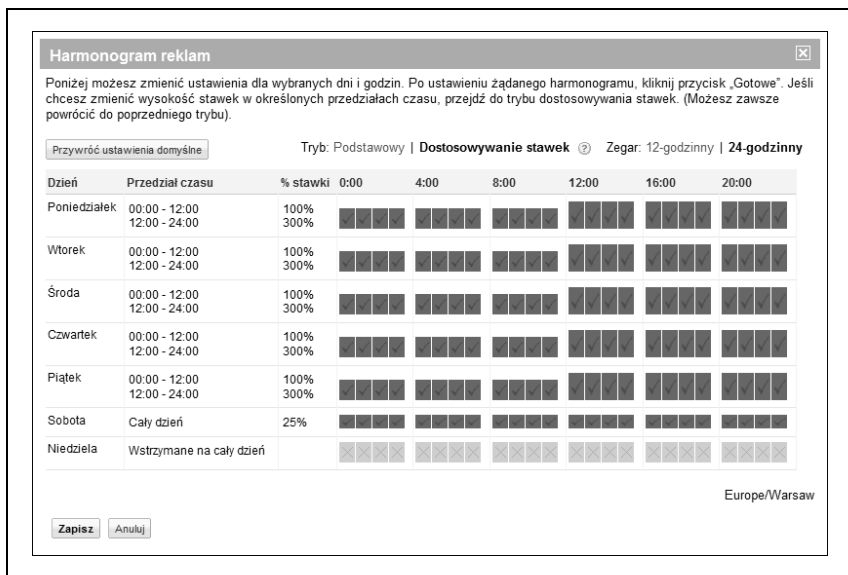 Harmonogram reklam
Poniżej możesz zmienić ustawienia dla wybranych dni i godzin. Po ustawieniu żądanego harmonogramu, kliknij przycisk „Gotowe”. Jeśli
chcesz zmienić wysokość stawek w określonych przedziałach czasu, przejdź do trybu dostosowywania stawek. (Możesz zawsze
powrócić do poprzedniego trybu).
Przywróć ustawienia domyślne Tryb: Podstawowy | Dostosowywanie stawek ? Zegar: 12-godzinny | 24-godzinny
Dzień Przedział czasu % stawki 0:00 4:00 8:00 12:00 16:00 20:00
Poniedziałek 00:00 - 12:00 100%
12:00 - 24:00 300%
Wtorek 00:00 - 12:00 100%
12:00 - 24:00 300%
Środa 00:00 - 12:00 100%
12:00 - 24:00 300%
Czwartek 00:00 - 12:00 100%
12:00 - 24:00 300%
Piątek 00:00 - 12:00 100%
12:00 - 24:00 300%
Sobota Cały dzień 25%
Niedziela Wstrzymane na cały dzień
Europe/Warsaw
Zapisz Anuluj